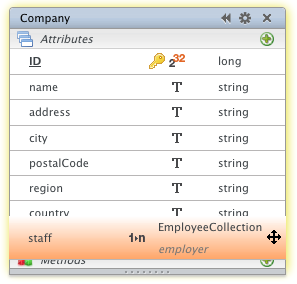 Company
Attributes
ID 2^32 long
name T string
address T string
city T string
postalCode T string
region T string
country string
staff 1▸n EmployeeCollection
employer
Methods